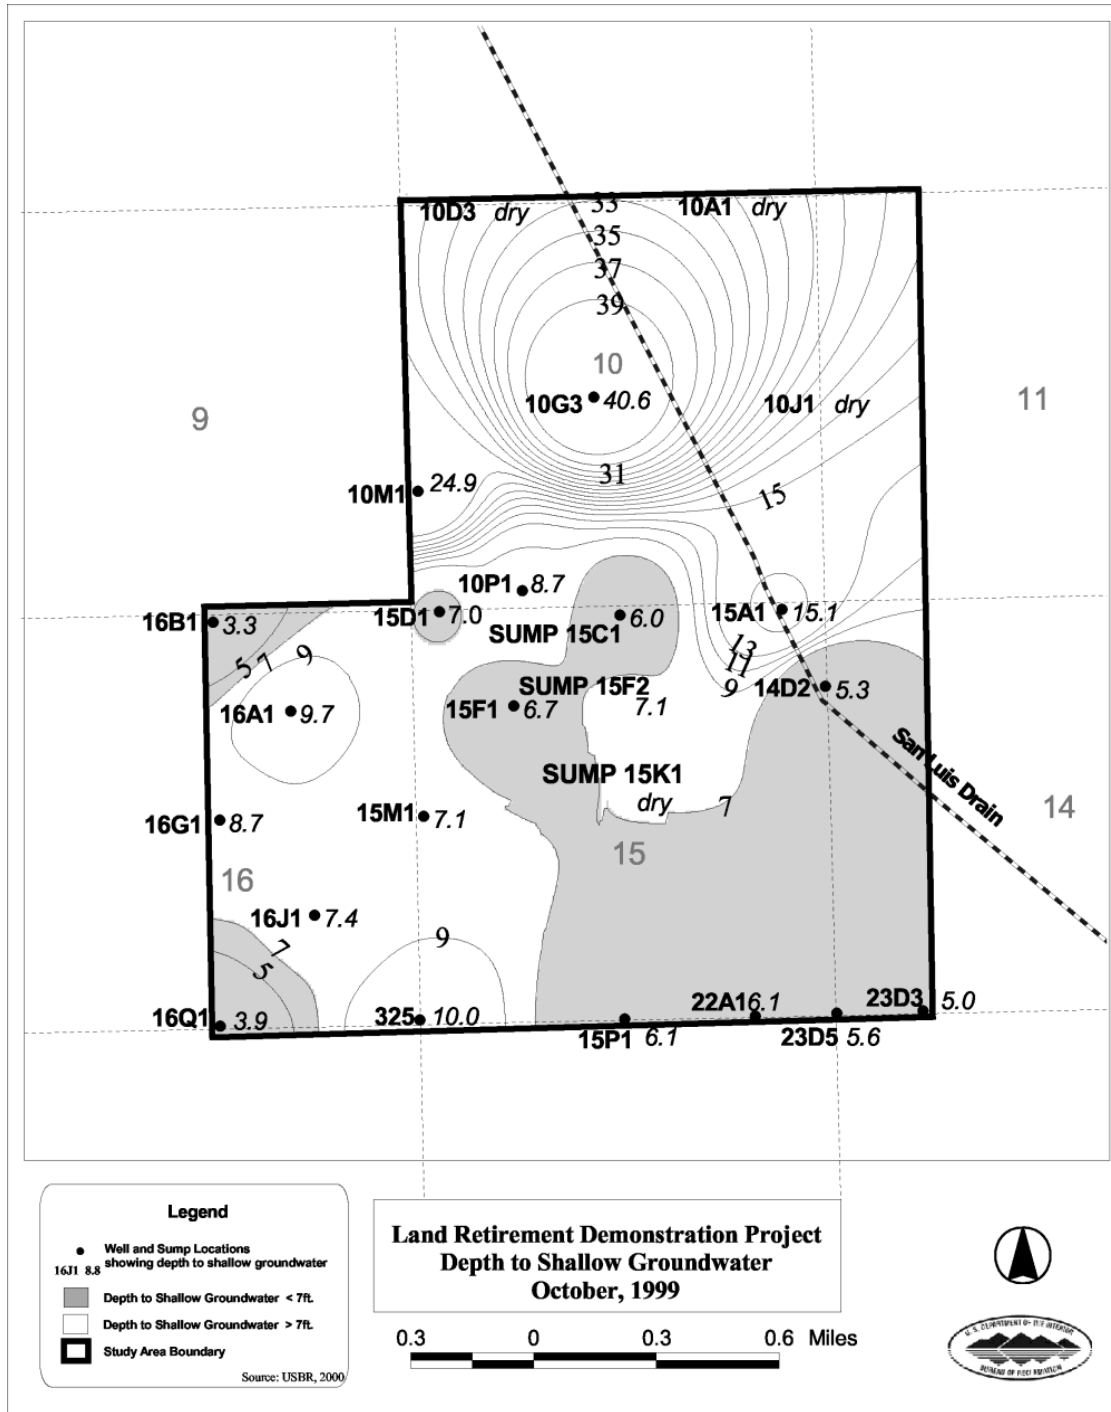 10D3 dry
33
10A1 dry
35
37
39
10
9
10G3 40.6
10J1 dry
11
31
10M1 24.9
15
10P1 8.7
16B1 3.3
15D1 7.0
SUMP 15C1 6.0
15A1 15.1
13
11
9
5
7
9
SUMP 15F2
7.1
14D2 5.3
16A1 9.7
15F1 6.7
San Luis Drain
SUMP 15K1
dry
7
14
16G1 8.7
15M1 7.1
15
16
16J1 7.4
7
5
9
16Q1 3.9
325 10.0
15P1 6.1
22A1 6.1
23D5 5.6
23D3 5.0
Legend
Well and Sump Locations
showing depth to shallow groundwater
16J1 8.8
Depth to Shallow Groundwater < 7ft.
Depth to Shallow Groundwater > 7ft.
Study Area Boundary
Source: USBR, 2000
Land Retirement Demonstration Project
Depth to Shallow Groundwater
October, 1999
0.3 0 0.3 0.6 Miles
U.S. DEPARTMENT OF THE INTERIOR
BUREAU OF RECLAMATION